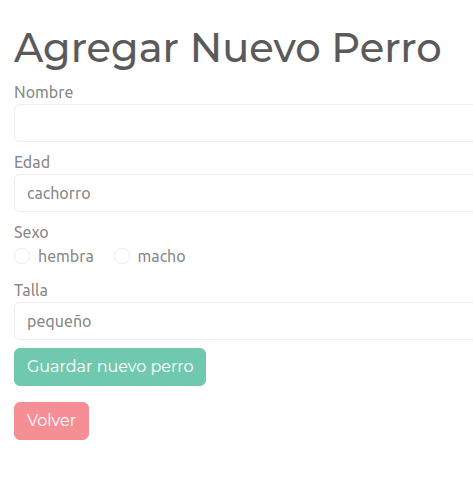 Agregar Nuevo Perro
Nombre
Edad
cachorro
Sexo
hembra macho
Talla
pequeño
Guardar nuevo perro
Volver